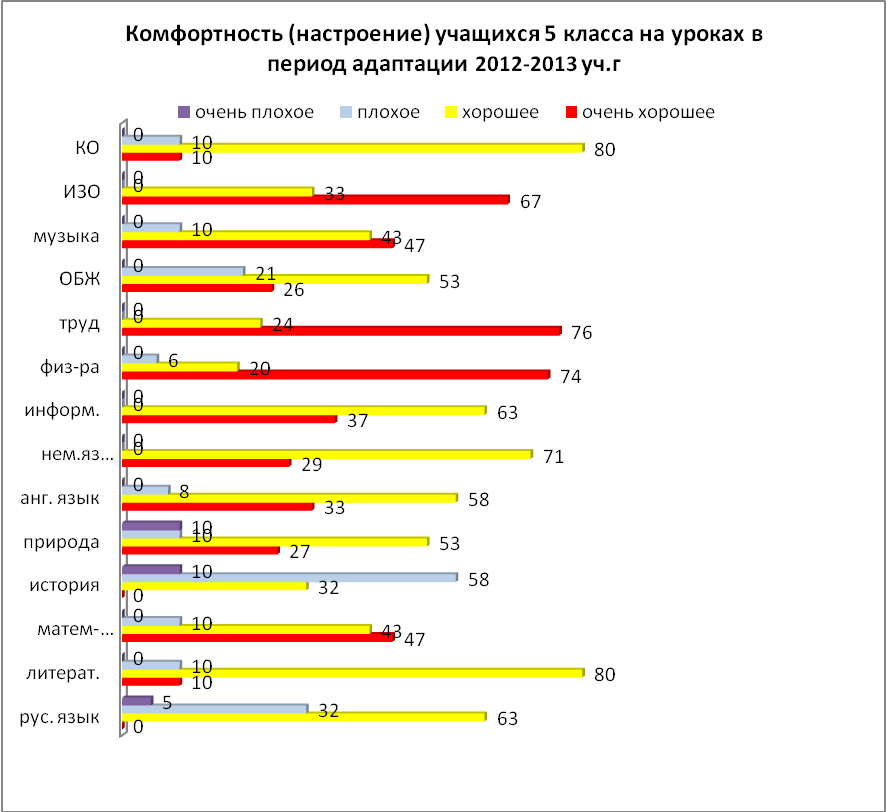 Комфортность (настроение) учащихся 5 класса на уроках в
период адаптации 2012-2013 уч.г
очень плохое плохое хорошее очень хорошее
КО 0 10 80 10
ИЗО 0 0 33 67
музыка 0 10 43 47
ОБЖ 0 21 53 26
труд 0 0 24 76
физ-ра 0 6 20 74
информ. 0 0 63 37
нем.яз... 0 0 71 29
анг. язык 0 8 58 33
природа 10 10 53 27
история 10 58 32 0
матем-... 0 10 43 47
литерат. 0 10 80 10
рус. язык 5 32 63 0